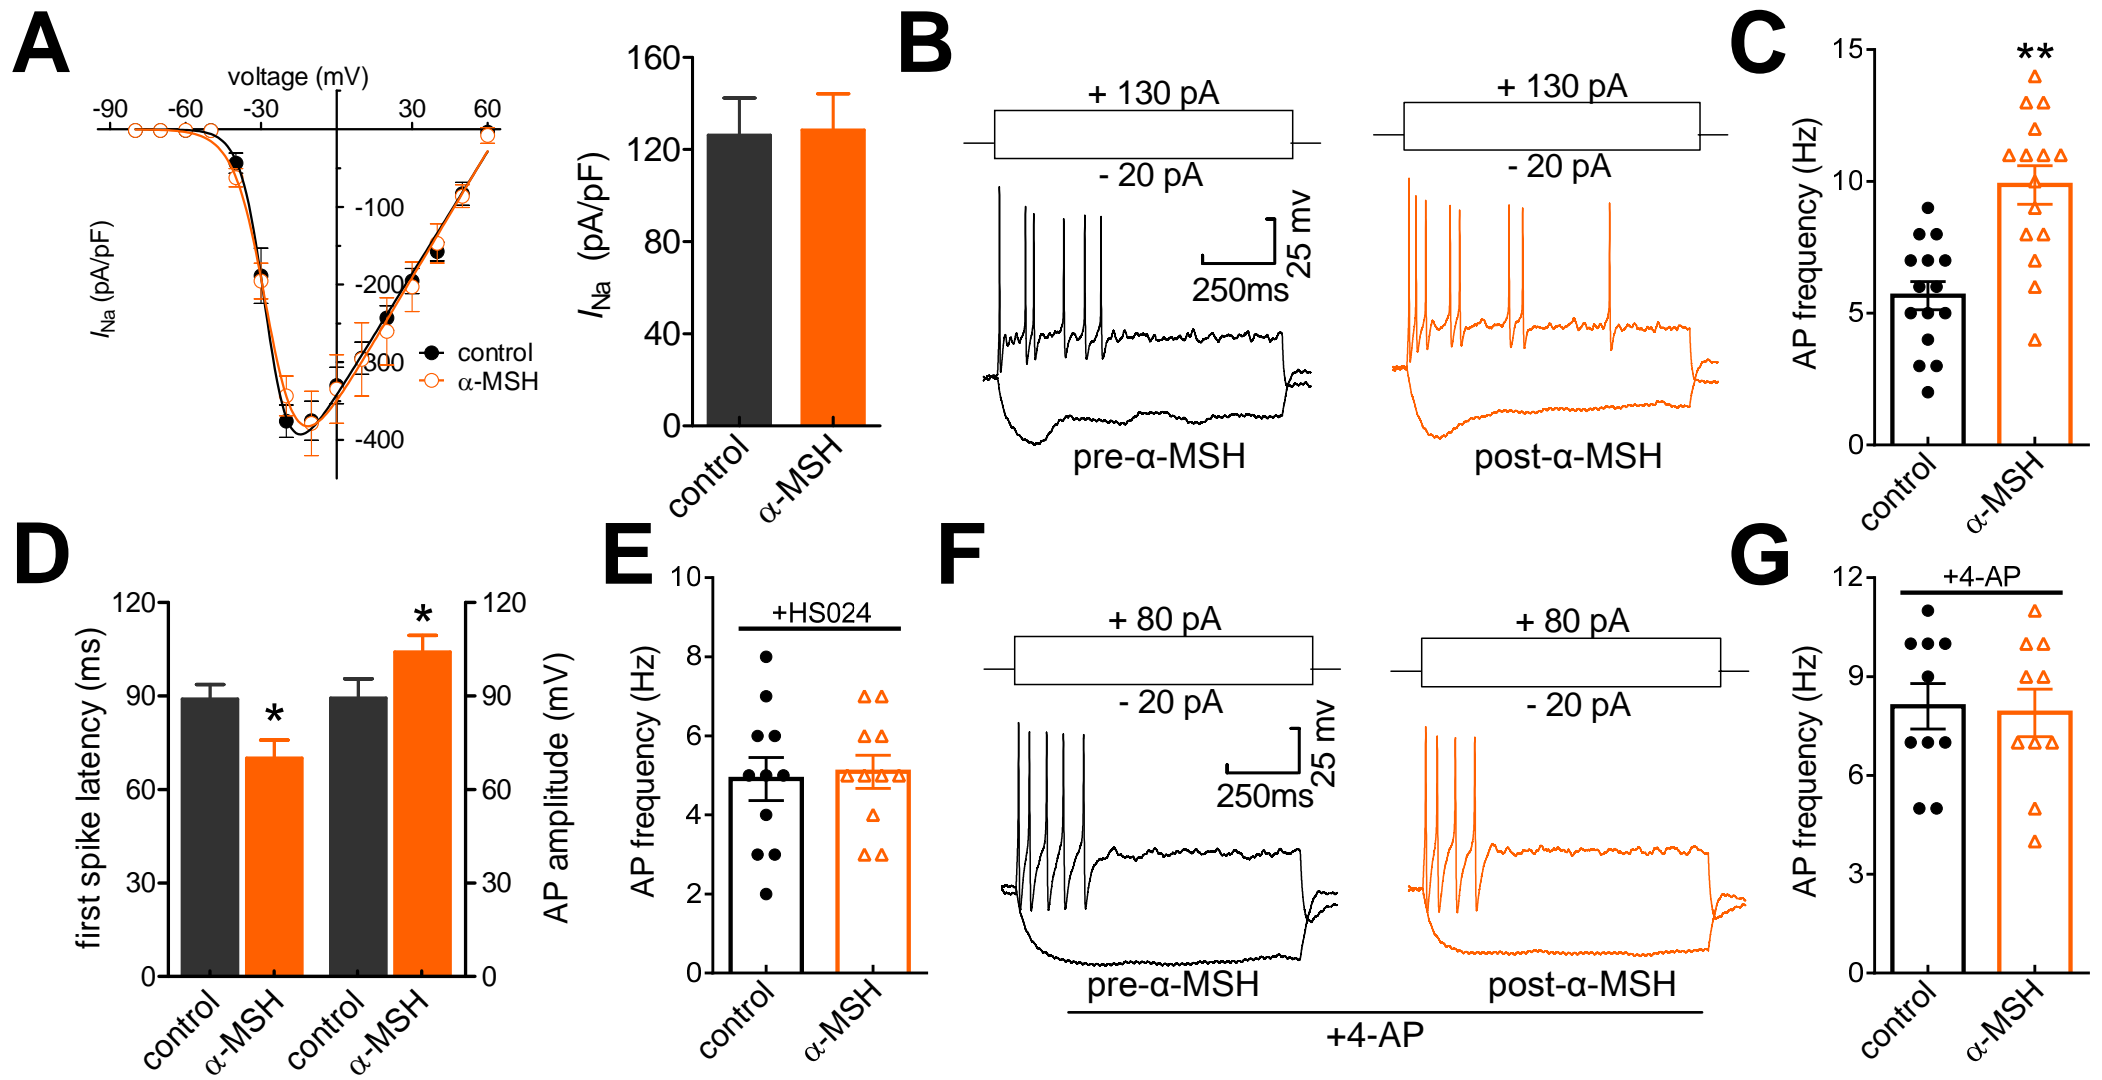 A
voltage (mV)
-90 -60 -30 30 60
-100
-200
-300
-400
I Na (pA/pF)
control
α-MSH
160
120
80
40
0
I Na (pA/pF)
control
α-MSH
B
+ 130 pA
- 20 pA
25 mv
250ms
pre-α-MSH
+ 130 pA
- 20 pA
post-α-MSH
C
15
10
5
0
AP frequency (Hz)
**
control
α-MSH
D
120
90
60
30
0
first spike latency (ms)
*
*
120
90
60
30
0
AP amplitude (mV)
control
α-MSH
control
α-MSH
E
10
8
6
4
2
0
AP frequency (Hz)
+HS024
control
α-MSH
F
+ 80 pA
- 20 pA
25 mv
250ms
pre-α-MSH
+ 80 pA
- 20 pA
post-α-MSH
+4-AP
G
12
9
6
3
0
AP frequency (Hz)
+4-AP
control
α-MSH